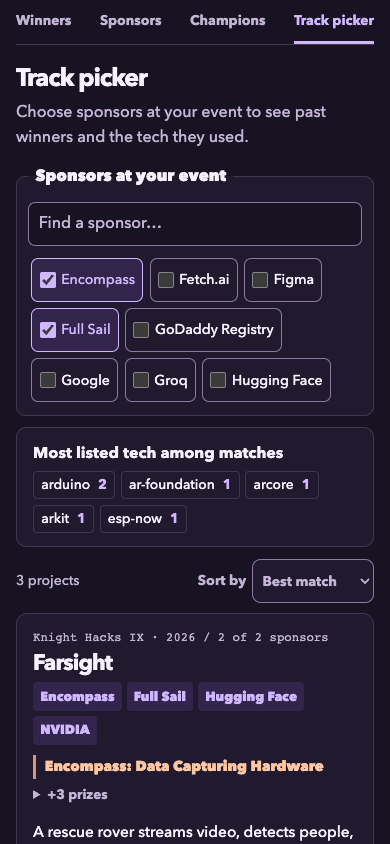 Winners Sponsors Champions Track picker
Track picker
Choose sponsors at your event to see past
winners and the tech they used.
Sponsors at your event
Find a sponsor...
Encompass Fetch.ai Figma
Full Sail GoDaddy Registry
Google Groq Hugging Face
Most listed tech among matches
arduino 2 ar-foundation 1 arcore 1
arkit 1 esp-now 1
3 projects Sort by Best match
Knight Hacks IX · 2026 / 2 of 2 sponsors
Farsight
Encompass Full Sail Hugging Face
NVIDIA
Encompass: Data Capturing Hardware
+3 prizes
A rescue rover streams video, detects people,